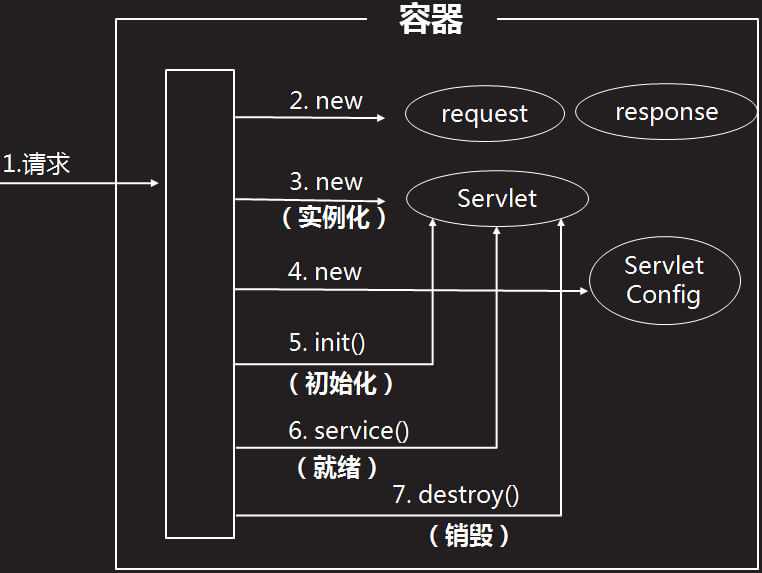 容器
2. new
request
response
1.请求
3. new
（实例化）
Servlet
4. new
Servlet
Config
5. init()
（初始化）
6. service()
（就绪）
7. destroy()
（销毁）